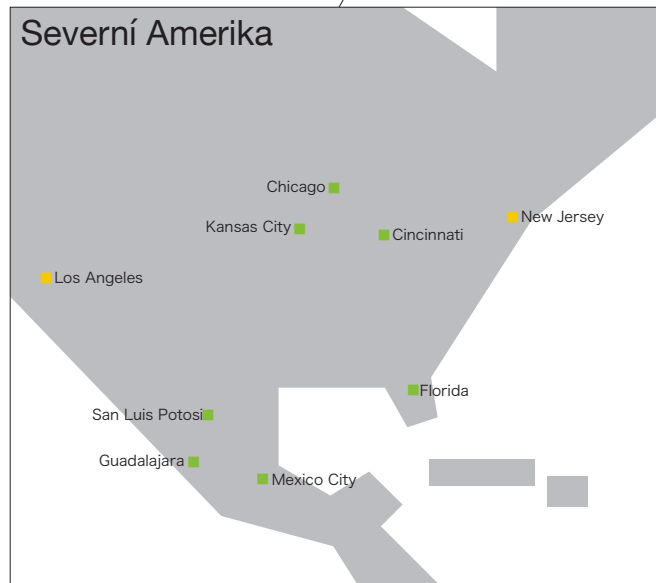 Severní Amerika
Chicago
New Jersey
Kansas City
Cincinnati
Los Angeles
Florida
San Luis Potosi
Guadalajara
Mexico City